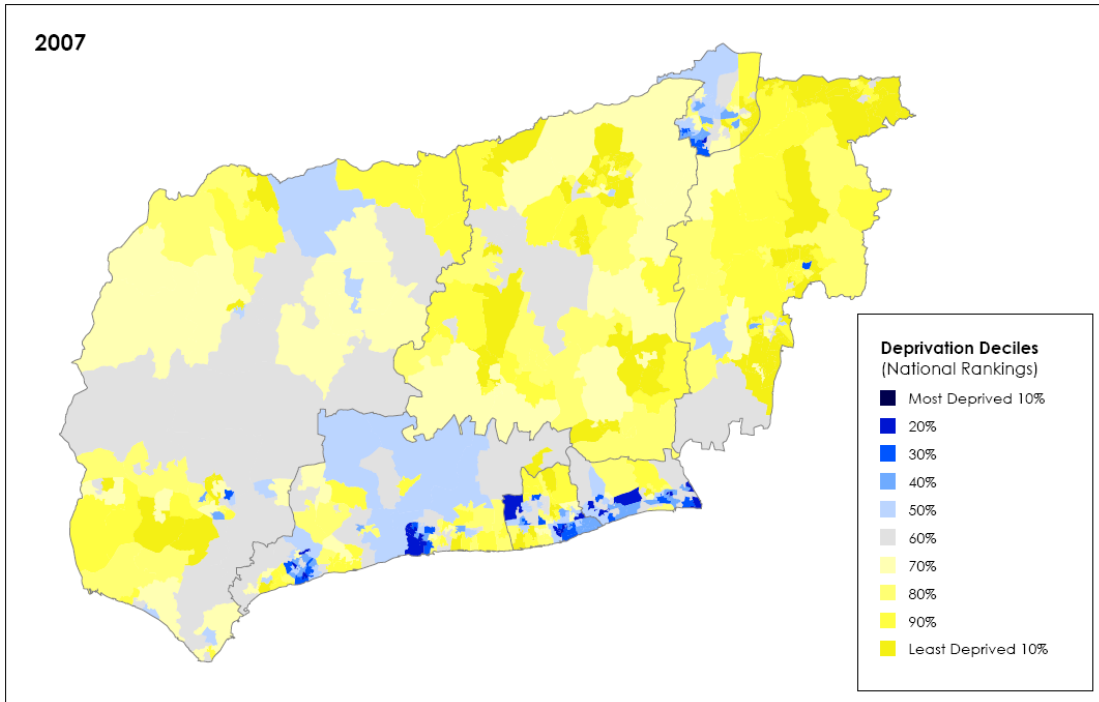 2007
Deprivation Deciles
(National Rankings)
Most Deprived 10%
20%
30%
40%
50%
60%
70%
80%
90%
Least Deprived 10%